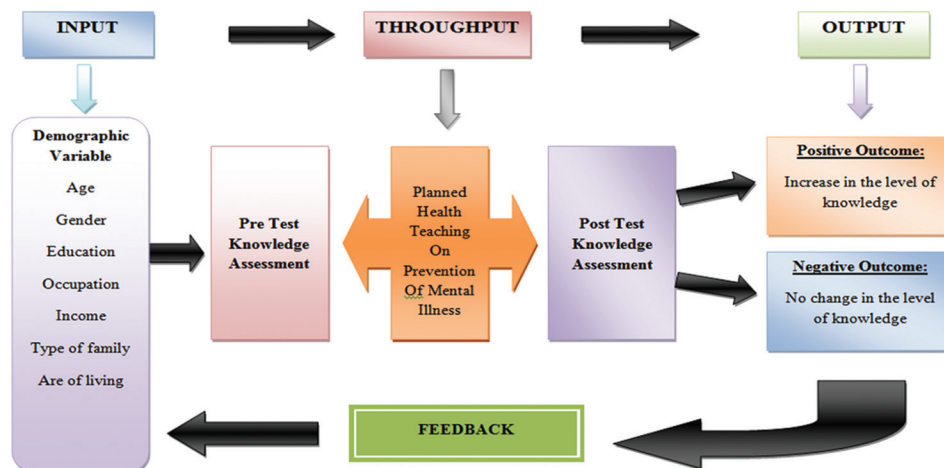 INPUT
THROUGHPUT
OUTPUT
Demographic
Variable
Age
Gender
Education
Occupation
Income
Type of family
Are of living
Pre Test
Knowledge
Assessment
Planned
Health
Teaching
On
Prevention
Of Mental
Illness
Post Test
Knowledge
Assessment
Positive Outcome:
Increase in the level of
knowledge
Negative Outcome:
No change in the level
of knowledge
FEEDBACK